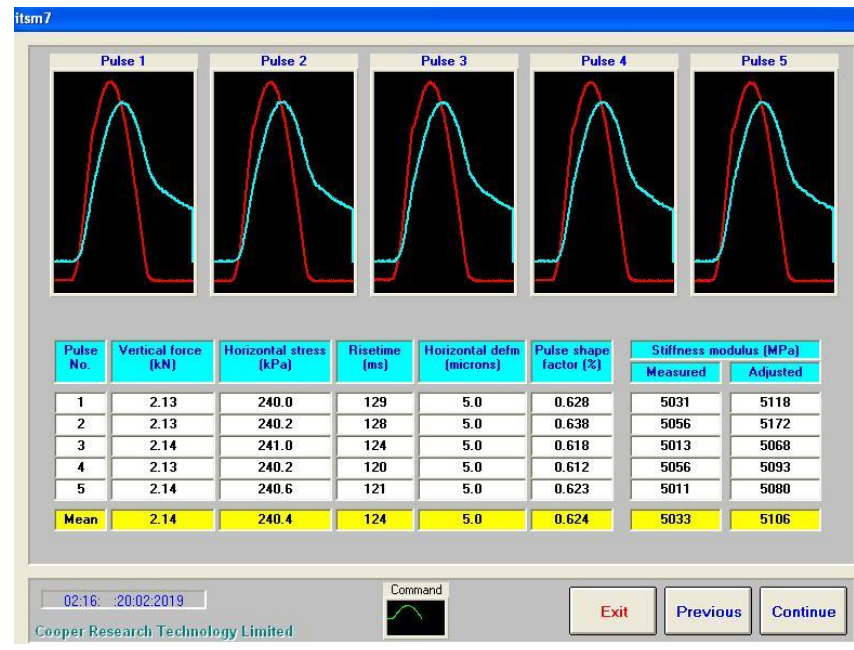 itsm7
Pulse 1 Pulse 2 Pulse 3 Pulse 4 Pulse 5
Pulse No. Vertical force (kN) Horizontal stress (kPa) Risetime (ms) Horizontal defm (microns) Pulse shape factor (%) Stiffness modulus (MPa)
Measured Adjusted
1 2.13 240.0 129 5.0 0.628 5031 5118
2 2.13 240.2 128 5.0 0.638 5056 5172
3 2.14 241.0 124 5.0 0.618 5013 5068
4 2.13 240.2 120 5.0 0.612 5056 5093
5 2.14 240.6 121 5.0 0.623 5011 5080
Mean 2.14 240.4 124 5.0 0.624 5033 5106
02:16: :20:02:2019
Command
Exit Previous Continue
Cooper Research Technology Limited